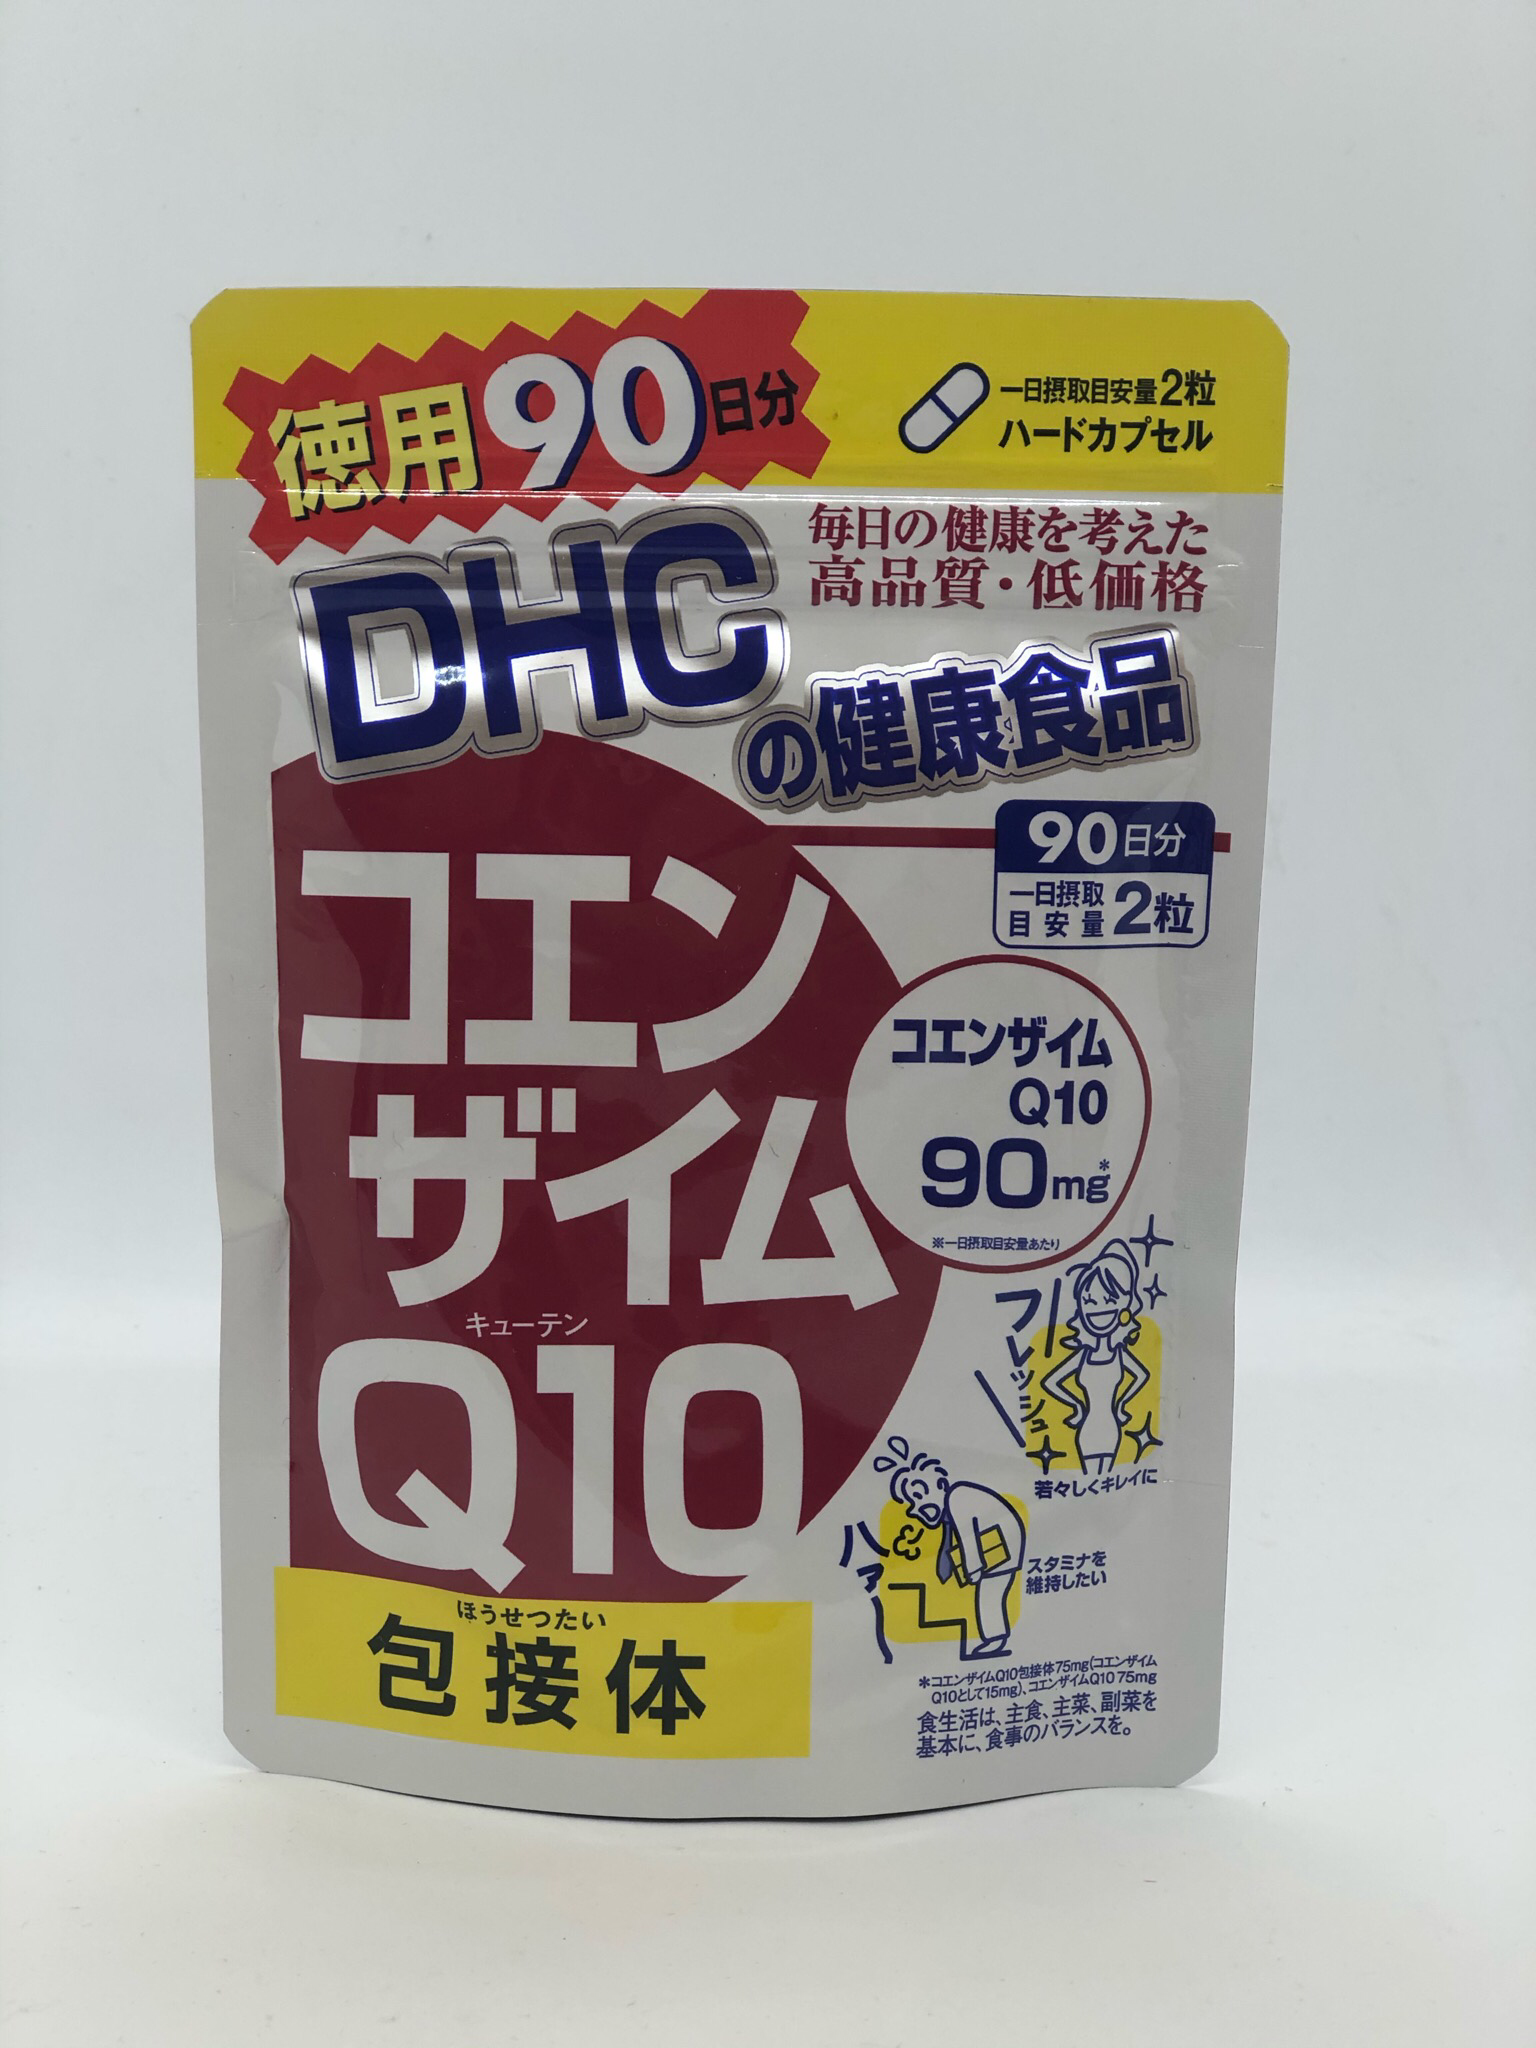 徳用90日分
一日摂取目安量2粒
ハードカプセル
毎日の健康を考えた
高品質・低価格
DHC
の健康食品
90日分
一日摂取
目安量2粒
コエン
ザイム
キューテン
Q10
コエンザイム
Q10
90mg*
※一日摂取目安量あたり
フレッシュ
若々しくキレイに
ハァー
スタミナを
維持したい
ほうせつたい
包接体
*コエンザイムQ10包接体75mg(コエンザイム
Q10として15mg)、コエンザイムQ10 75mg
食生活は、主食、主菜、副菜を
基本に、食事のバランスを。